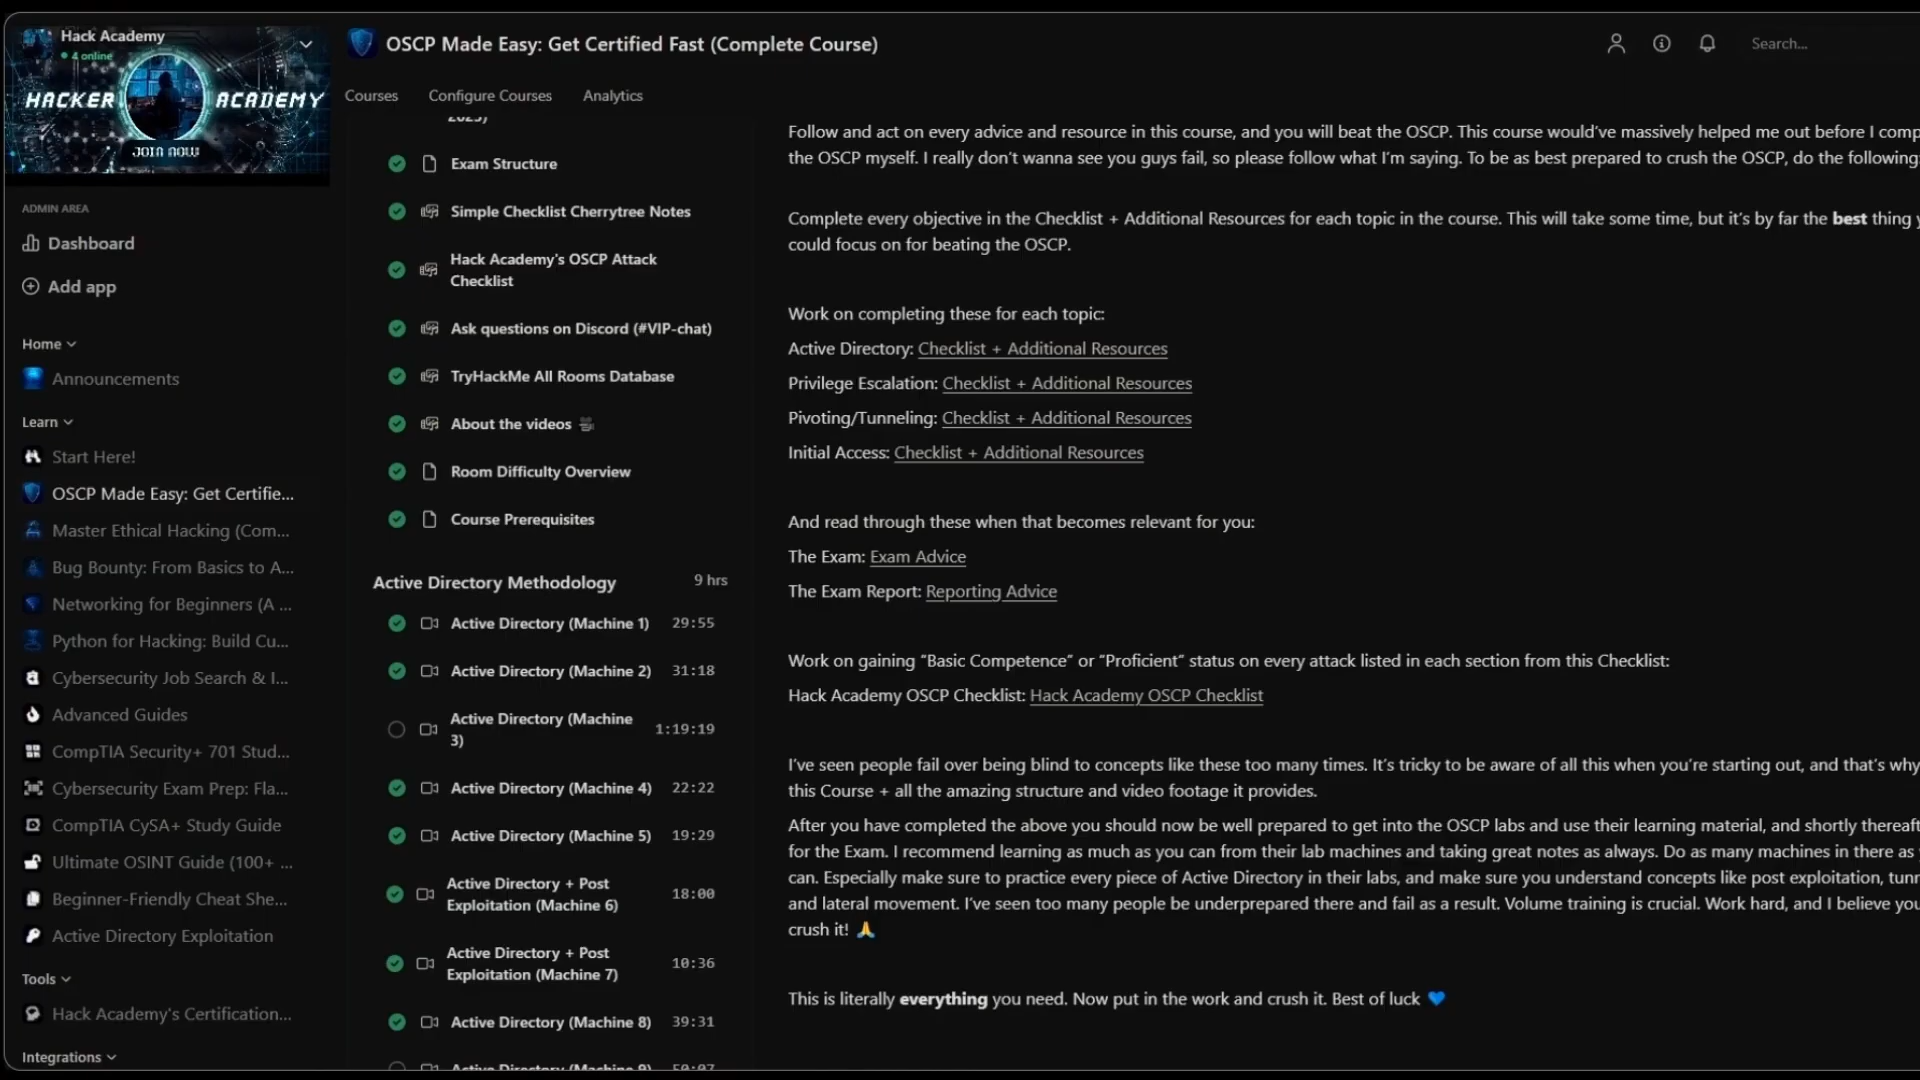 Hack Academy
4 online
HACKER ACADEMY
JOIN NOW
ADMIN AREA
Dashboard
Add app
Home
Announcements
Learn
Start Here!
OSCP Made Easy: Get Certifie...
Master Ethical Hacking (Com...
Bug Bounty: From Basics to A...
Networking for Beginners (A ...
Python for Hacking: Build Cu...
Cybersecurity Job Search & I...
Advanced Guides
CompTIA Security+ 701 Stud...
Cybersecurity Exam Prep: Fla...
CompTIA CySA+ Study Guide
Ultimate OSINT Guide (100+ ...
Beginner-Friendly Cheat She...
Active Directory Exploitation
Tools
Hack Academy's Certification...
Integrations
OSCP Made Easy: Get Certified Fast (Complete Course)
Search...
Courses Configure Courses Analytics
2025)
Exam Structure
Simple Checklist Cherrytree Notes
Hack Academy's OSCP Attack
Checklist
Ask questions on Discord (#VIP-chat)
TryHackMe All Rooms Database
About the videos 🎥
Room Difficulty Overview
Course Prerequisites
Active Directory Methodology 9 hrs
Active Directory (Machine 1) 29:55
Active Directory (Machine 2) 31:18
Active Directory (Machine
3) 1:19:19
Active Directory (Machine 4) 22:22
Active Directory (Machine 5) 19:29
Active Directory + Post
Exploitation (Machine 6) 18:00
Active Directory + Post
Exploitation (Machine 7) 10:36
Active Directory (Machine 8) 39:31
Active Directory (Machine 9) 50:07
Follow and act on every advice and resource in this course, and you will beat the OSCP. This course would've massively helped me out before I comp
the OSCP myself. I really don't wanna see you guys fail, so please follow what I'm saying. To be as best prepared to crush the OSCP, do the following:
Complete every objective in the Checklist + Additional Resources for each topic in the course. This will take some time, but it's by far the best thing y
could focus on for beating the OSCP.
Work on completing these for each topic:
Active Directory: Checklist + Additional Resources
Privilege Escalation: Checklist + Additional Resources
Pivoting/Tunneling: Checklist + Additional Resources
Initial Access: Checklist + Additional Resources
And read through these when that becomes relevant for you:
The Exam: Exam Advice
The Exam Report: Reporting Advice
Work on gaining “Basic Competence” or “Proficient” status on every attack listed in each section from this Checklist:
Hack Academy OSCP Checklist: Hack Academy OSCP Checklist
I've seen people fail over being blind to concepts like these too many times. It's tricky to be aware of all this when you're starting out, and that's why
this Course + all the amazing structure and video footage it provides.
After you have completed the above you should now be well prepared to get into the OSCP labs and use their learning material, and shortly thereaft
for the Exam. I recommend learning as much as you can from their lab machines and taking great notes as always. Do as many machines in there as
can. Especially make sure to practice every piece of Active Directory in their labs, and make sure you understand concepts like post exploitation, tunn
and lateral movement. I've seen too many people be underprepared there and fail as a result. Volume training is crucial. Work hard, and I believe you
crush it! 🙏
This is literally everything you need. Now put in the work and crush it. Best of luck 💙